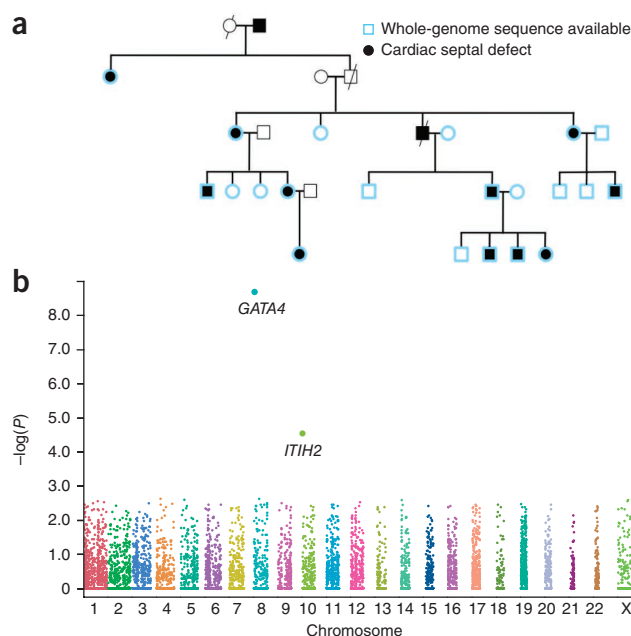 a
Whole-genome sequence available
Cardiac septal defect
b
GATA4
ITIH2
–log(P)
8.0
7.0
6.0
5.0
4.0
3.0
2.0
1.0
0
1 2 3 4 5 6 7 8 9 10 11 12 13 14 15 16 17 18 19 20 21 22 X
Chromosome